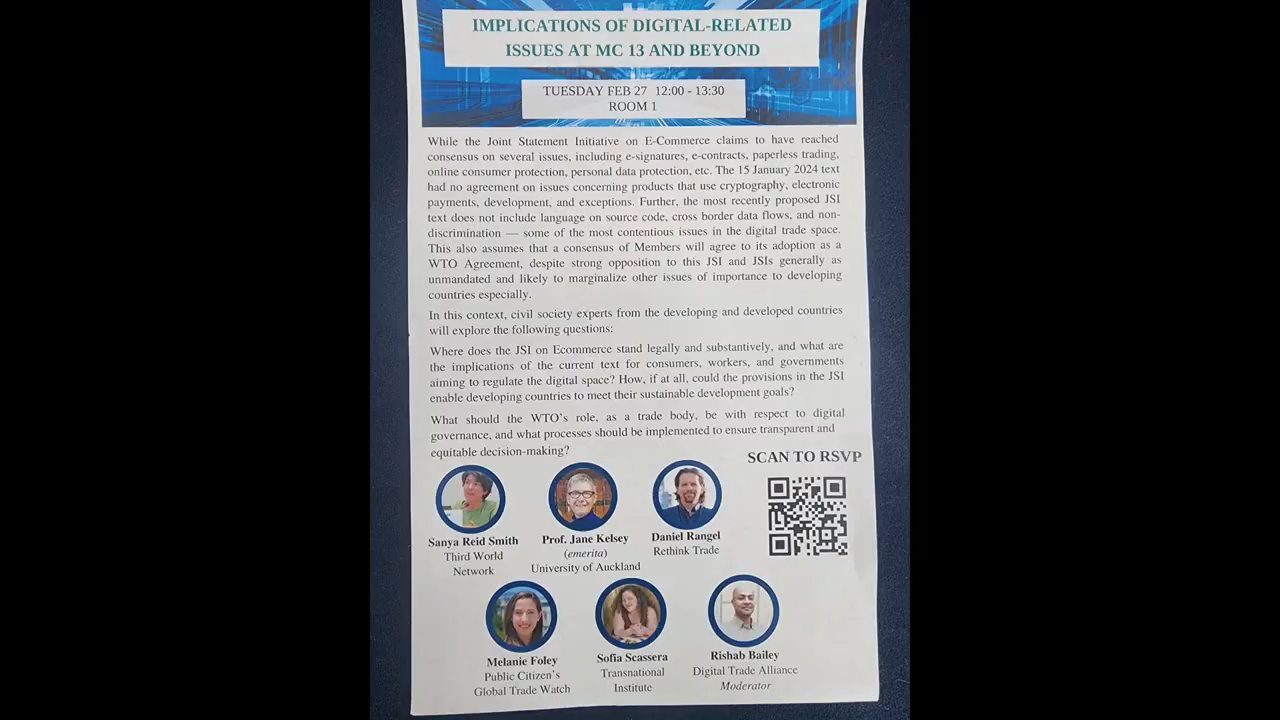 IMPLICATIONS OF DIGITAL-RELATED
ISSUES AT MC 13 AND BEYOND
TUESDAY FEB 27 12:00 - 13:30
ROOM 1
While the Joint Statement Initiative on E-Commerce claims to have reached
consensus on several issues, including e-signatures, e-contracts, paperless trading,
online consumer protection, personal data protection, etc. The 15 January 2024 text
had no agreement on issues concerning products that use cryptography, electronic
payments, development, and exceptions. Further, the most recently proposed JSI
text does not include language on source code, cross border data flows, and non-
discrimination — some of the most contentious issues in the digital trade space.
This also assumes that a consensus of Members will agree to its adoption as a
WTO Agreement, despite strong opposition to this JSI and JSIs generally as
unmandated and likely to marginalize other issues of importance to developing
countries especially.
In this context, civil society experts from the developing and developed countries
will explore the following questions:
Where does the JSI on Ecommerce stand legally and substantively, and what are
the implications of the current text for consumers, workers, and governments
aiming to regulate the digital space? How, if at all, could the provisions in the JSI
enable developing countries to meet their sustainable development goals?
What should the WTO's role, as a trade body, be with respect to digital
governance, and what processes should be implemented to ensure transparent and
equitable decision-making?
SCAN TO RSVP
Sanya Reid Smith
Third World
Network
Prof. Jane Kelsey
(emerita)
University of Auckland
Daniel Rangel
Rethink Trade
Melanie Foley
Public Citizen's
Global Trade Watch
Sofia Scassera
Transnational
Institute
Rishab Bailey
Digital Trade Alliance
Moderator